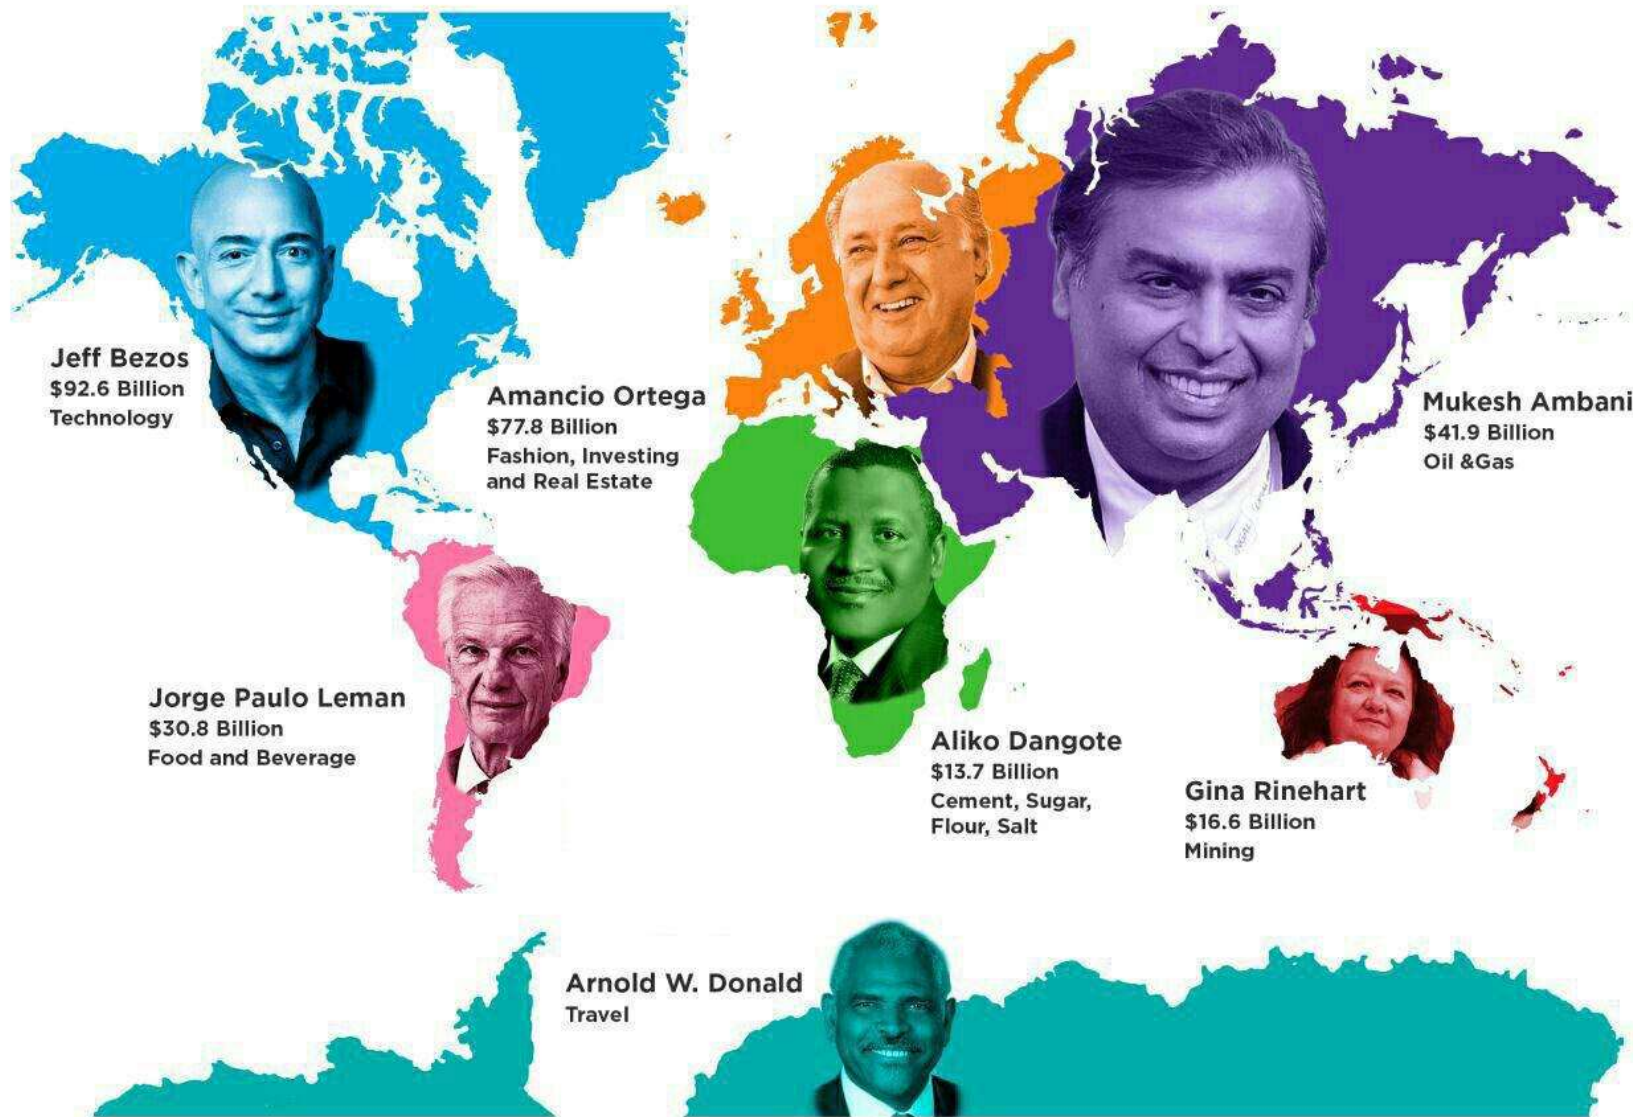 Jeff Bezos
$92.6 Billion
Technology
Amancio Ortega
$77.8 Billion
Fashion, Investing
and Real Estate
Mukesh Ambani
$41.9 Billion
Oil &Gas
Jorge Paulo Leman
$30.8 Billion
Food and Beverage
Aliko Dangote
$13.7 Billion
Cement, Sugar,
Flour, Salt
Gina Rinehart
$16.6 Billion
Mining
Arnold W. Donald
Travel